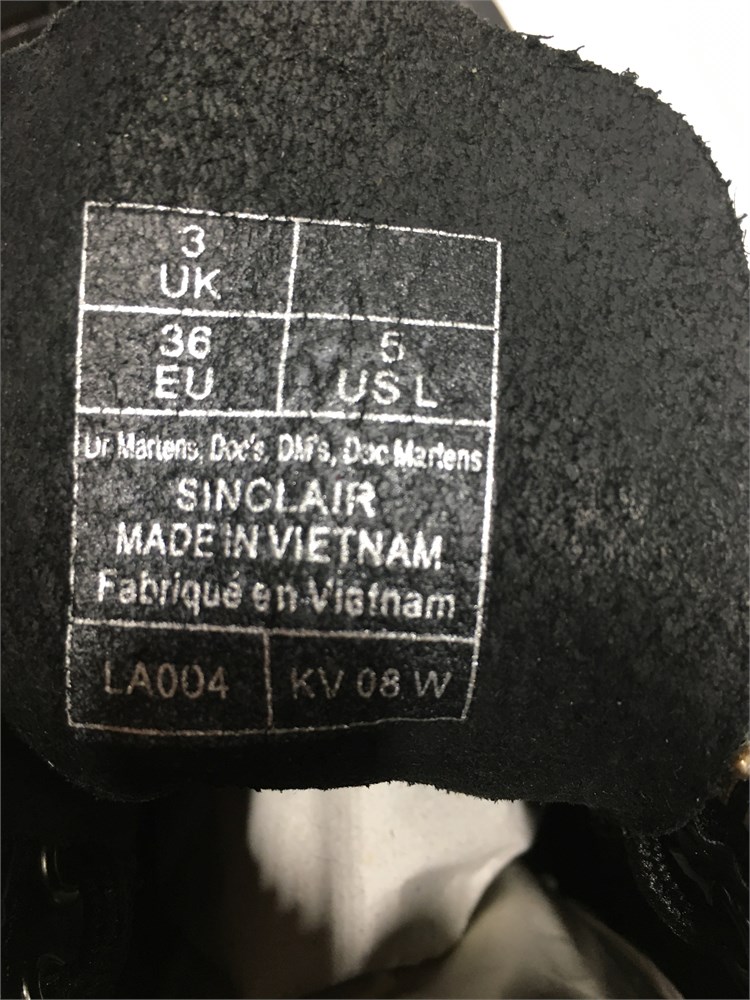 3
UK
36
EU
5
US L
Dr Martens, Doc's, DM's, Doc Martens
SINCLAIR
MADE IN VIETNAM
Fabriqué en Vietnam
LA004
KV 08 W